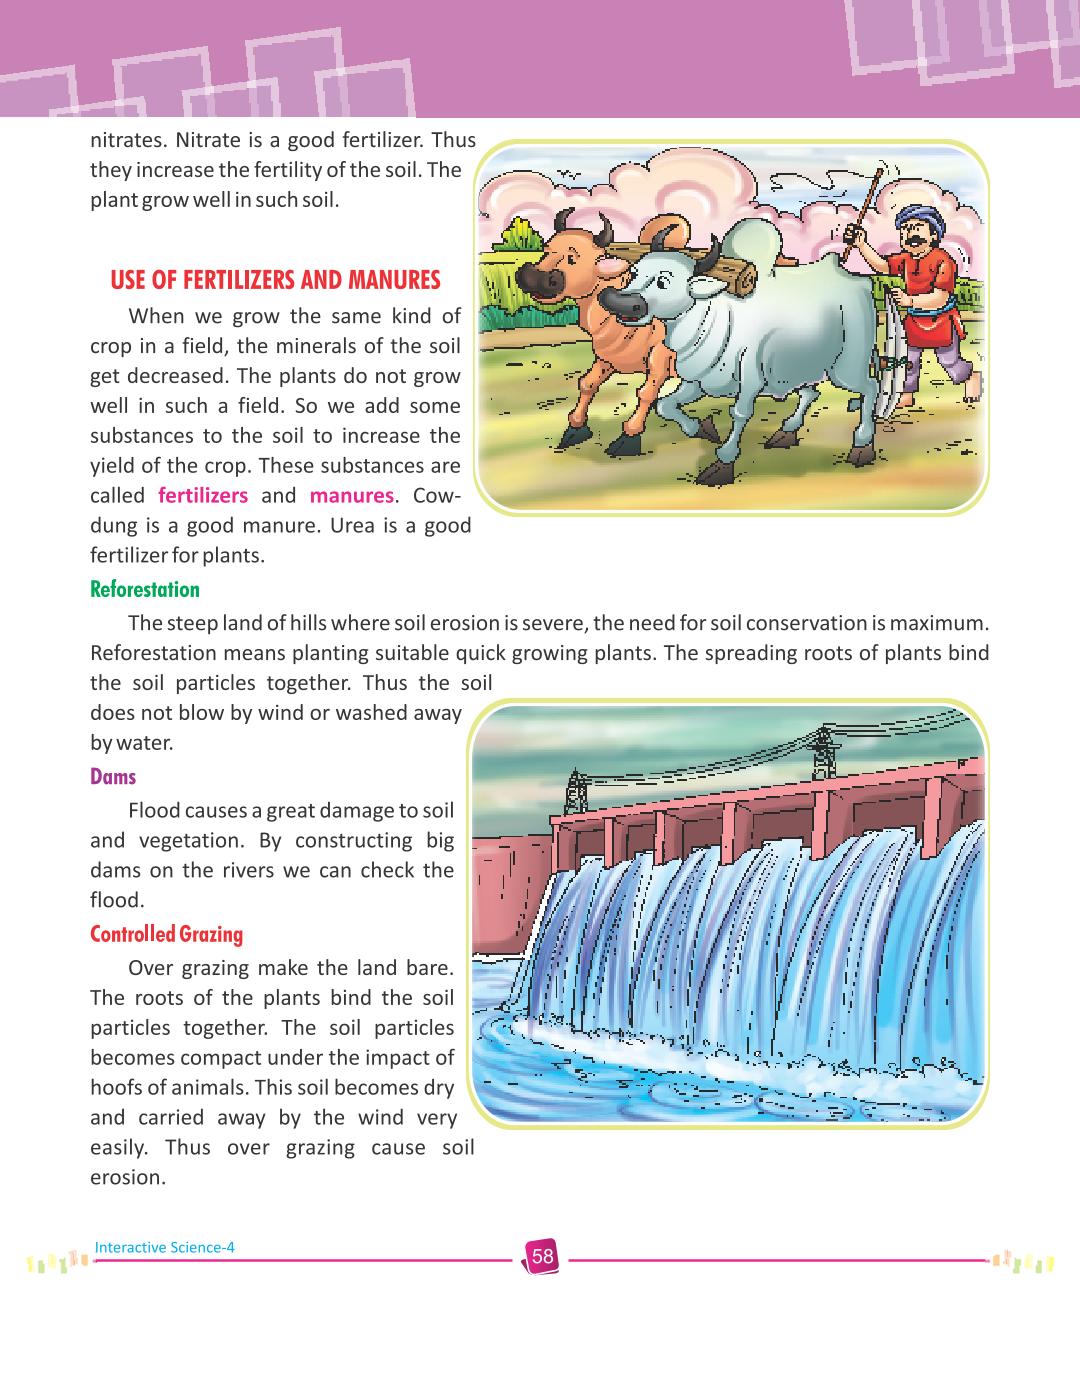 nitrates. Nitrate is a good fertilizer. Thus
they increase the fertility of the soil. The
plant grow well in such soil.
USE OF FERTILIZERS AND MANURES
When we grow the same kind of
crop in a field, the minerals of the soil
get decreased. The plants do not grow
well in such a field. So we add some
substances to the soil to increase the
yield of the crop. These substances are
called fertilizers and manures. Cow-
dung is a good manure. Urea is a good
fertilizer for plants.
Reforestation
The steep land of hills where soil erosion is severe, the need for soil conservation is maximum.
Reforestation means planting suitable quick growing plants. The spreading roots of plants bind
the soil particles together. Thus the soil
does not blow by wind or washed away
by water.
Dams
Flood causes a great damage to soil
and vegetation. By constructing big
dams on the rivers we can check the
flood.
Controlled Grazing
Over grazing make the land bare.
The roots of the plants bind the soil
particles together. The soil particles
becomes compact under the impact of
hoofs of animals. This soil becomes dry
and carried away by the wind very
easily. Thus over grazing cause soil
erosion.
Interactive Science-4
58